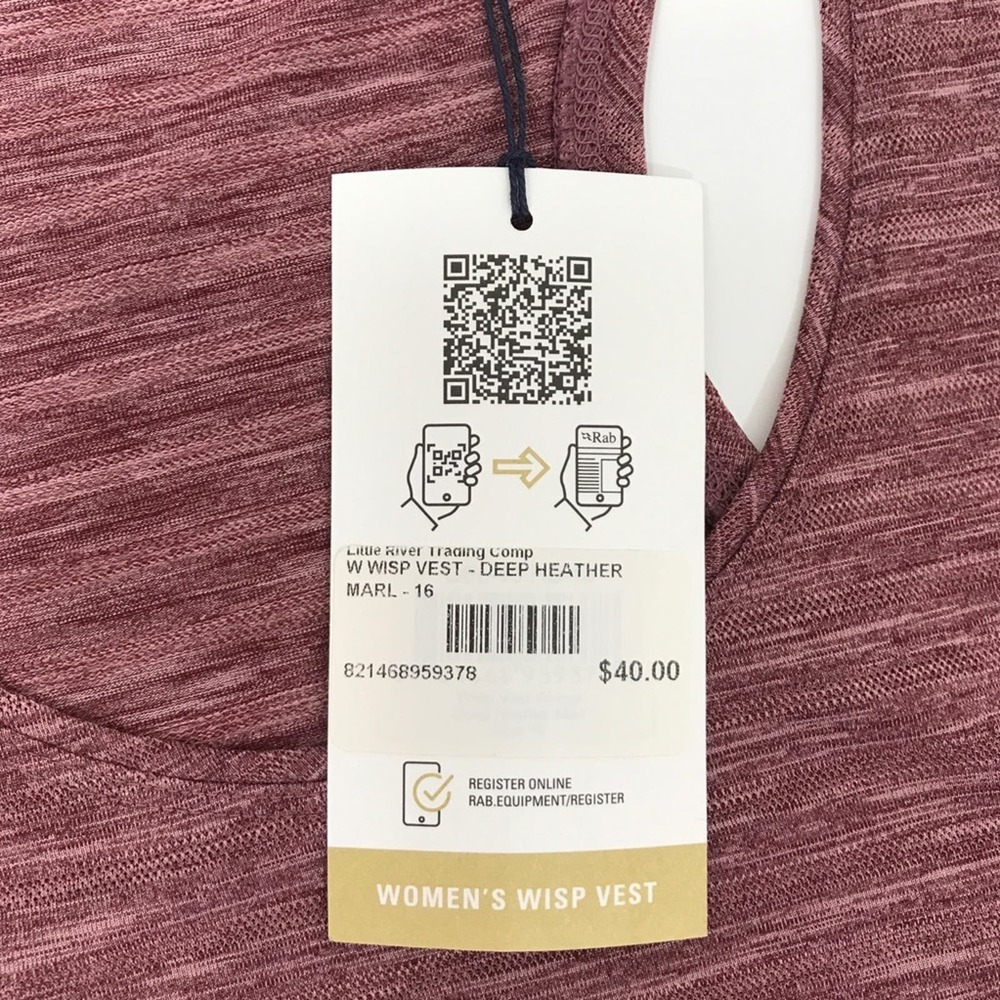 Rab
Little River Trading Comp
W WISP VEST - DEEP HEATHER
MARL - 16
821468959378
$40.00
REGISTER ONLINE
RAB.EQUIPMENT/REGISTER
WOMEN'S WISP VEST